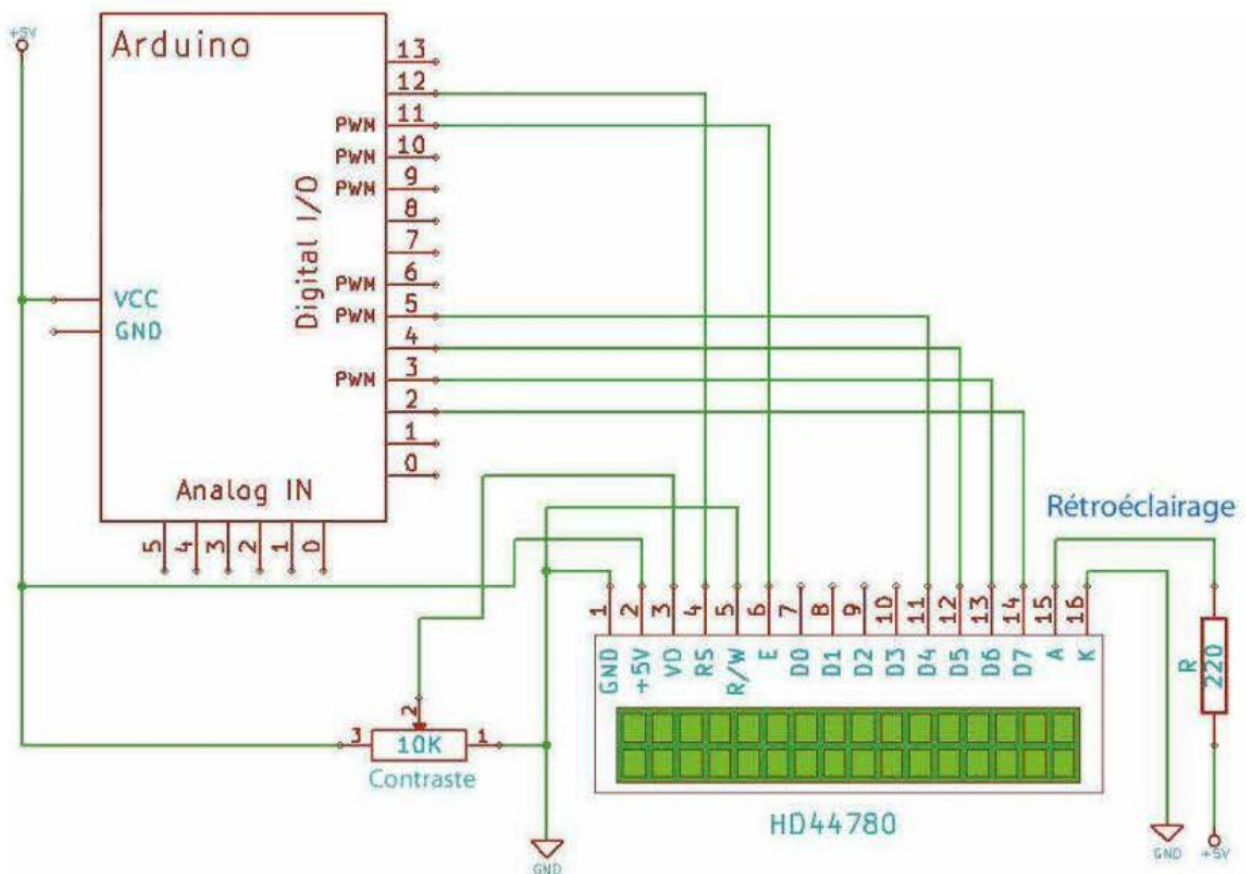 +5V
Arduino
13
12
PWM 11
PWM 10
PWM 9
8
7
PWM 6
PWM 5
4
PWM 3
2
1
0
Digital I/O
VCC
GND
Analog IN
5 4 3 2 1 0
Rétroéclairage
1 2 3 4 5 6 7 8 9 10 11 12 13 14 15 16
GND +5V VO RS R/W E D0 D1 D2 D3 D4 D5 D6 D7 A K
R
220
2
3 10K 1
Contraste
HD44780
GND
GND
+5V